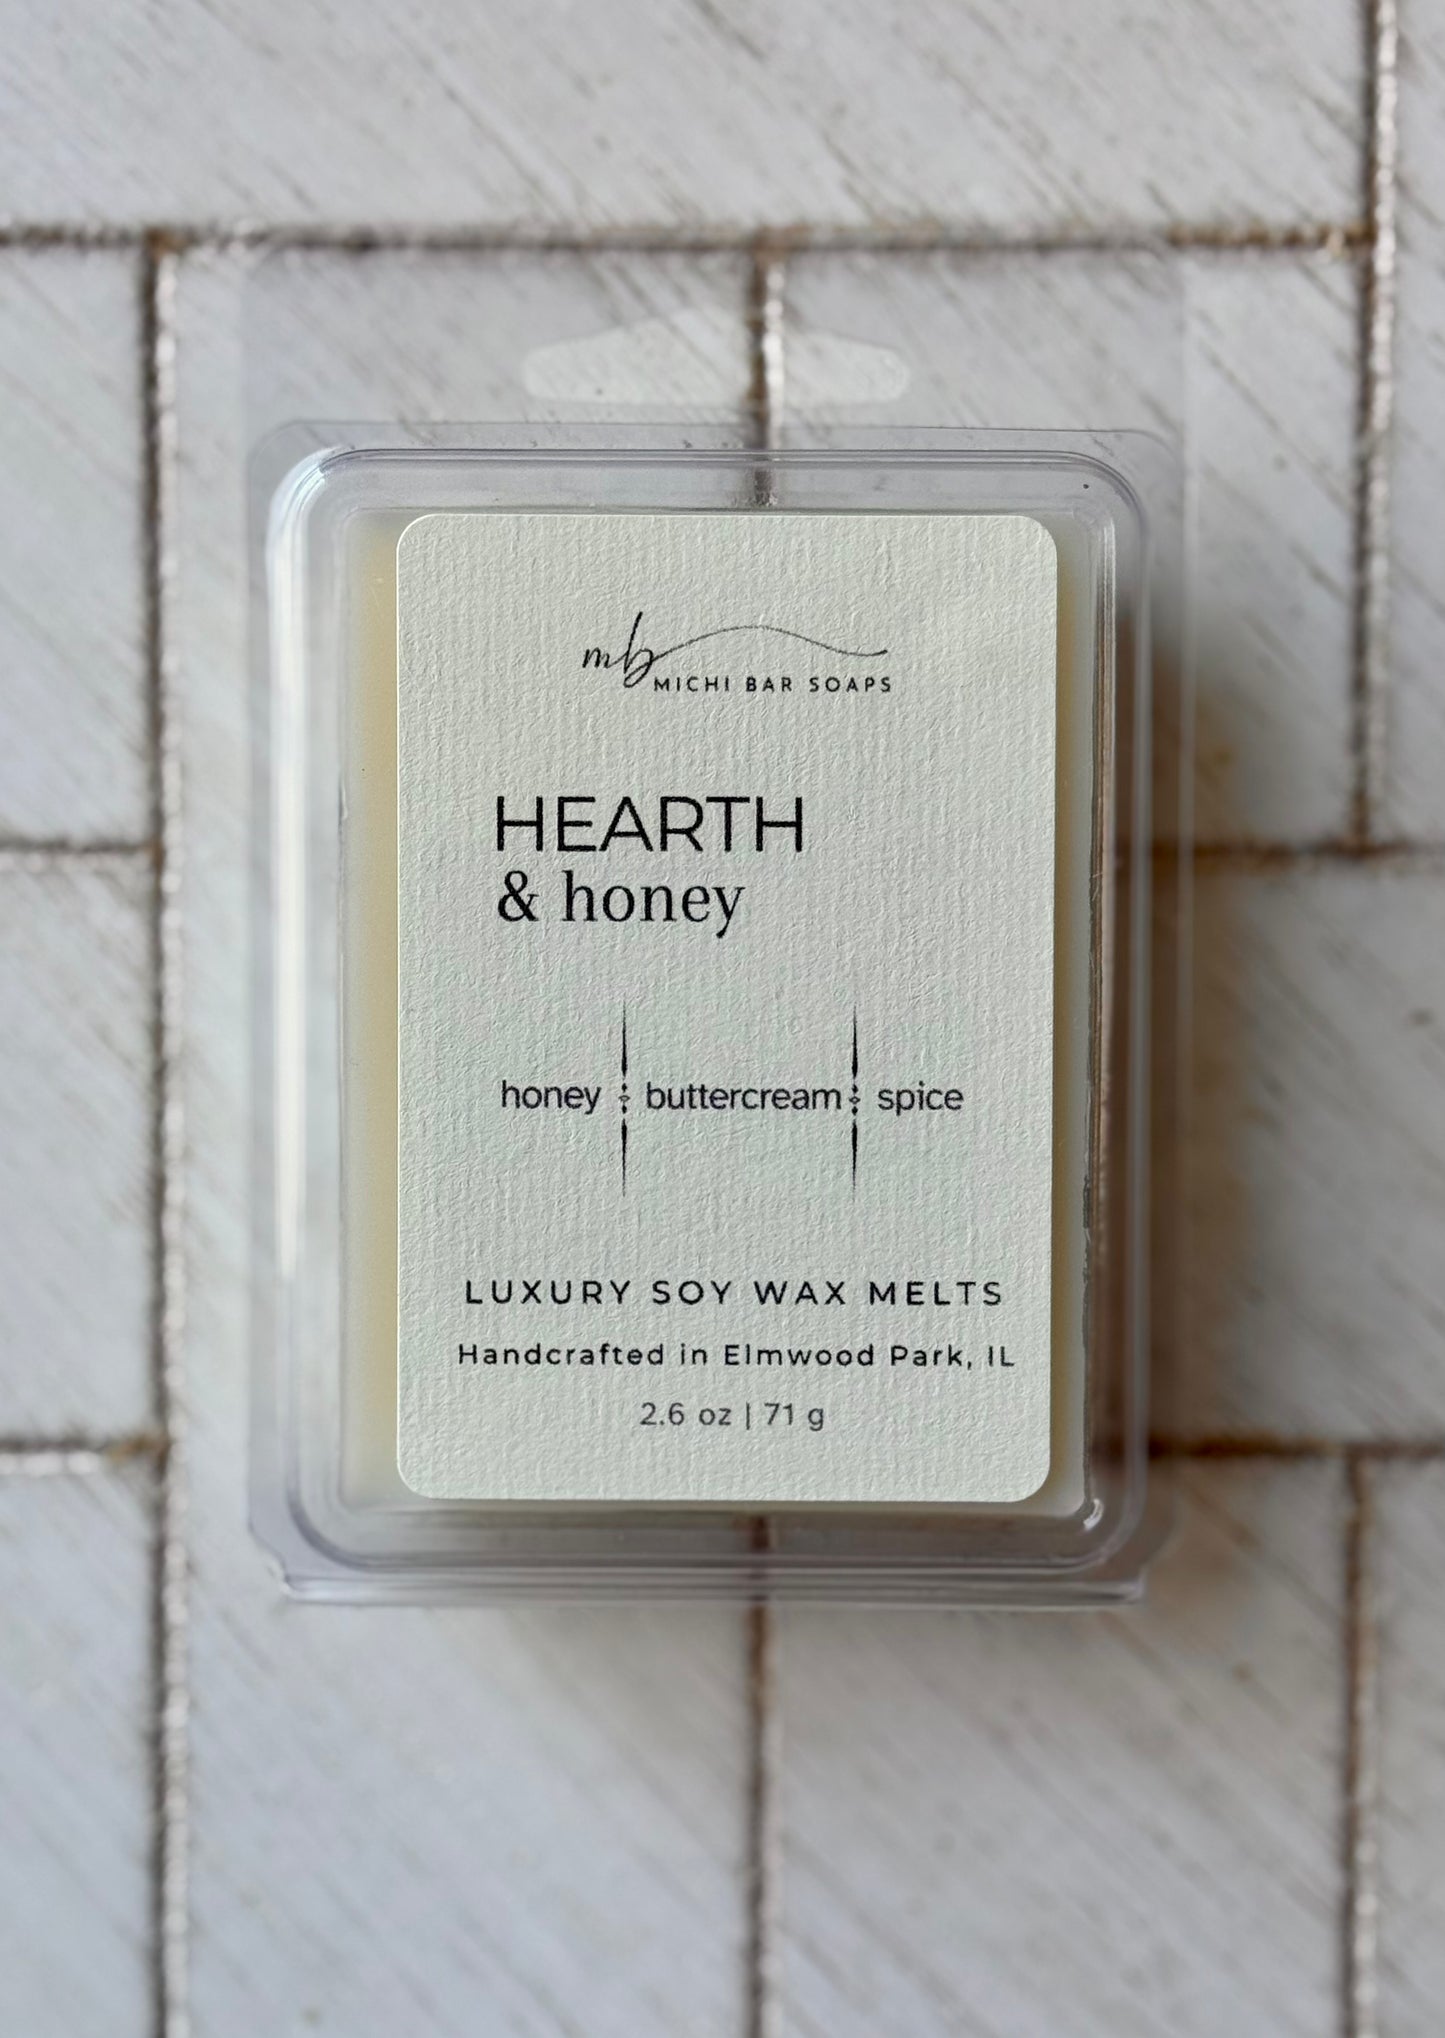 mb
MICHI BAR SOAPS
HEARTH
& honey
honey buttercream spice
LUXURY SOY WAX MELTS
Handcrafted in Elmwood Park, IL
2.6 oz | 71 g